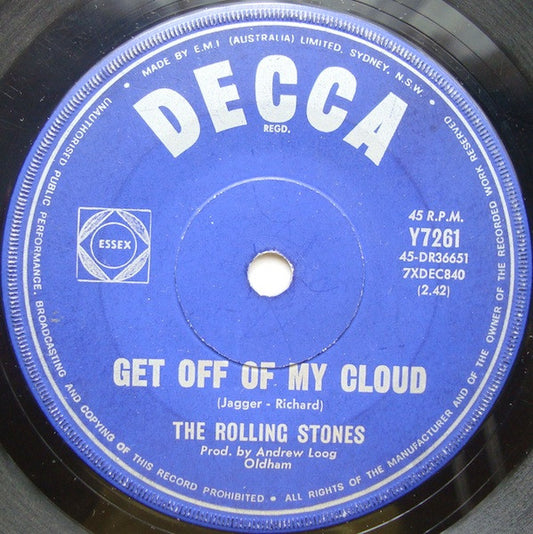 • MADE BY E.M.I (AUSTRALIA) LIMITED. SYDNEY, N.S.W. •
DECCA
REGD.
ESSEX
45 R.P.M.
Y7261
45-DR36651
7XDEC840
(2.42)
GET OFF OF MY CLOUD
(Jagger - Richard)
THE ROLLING STONES
Prod. by Andrew Loog
Oldham
UNAUTHORISED PUBLIC PERFORMANCE, BROADCASTING AND COPYING OF THIS RECORD PROHIBITED • ALL RIGHTS OF THE MANUFACTURER AND OF THE OWNER OF THE RECORDED WORK RESERVED